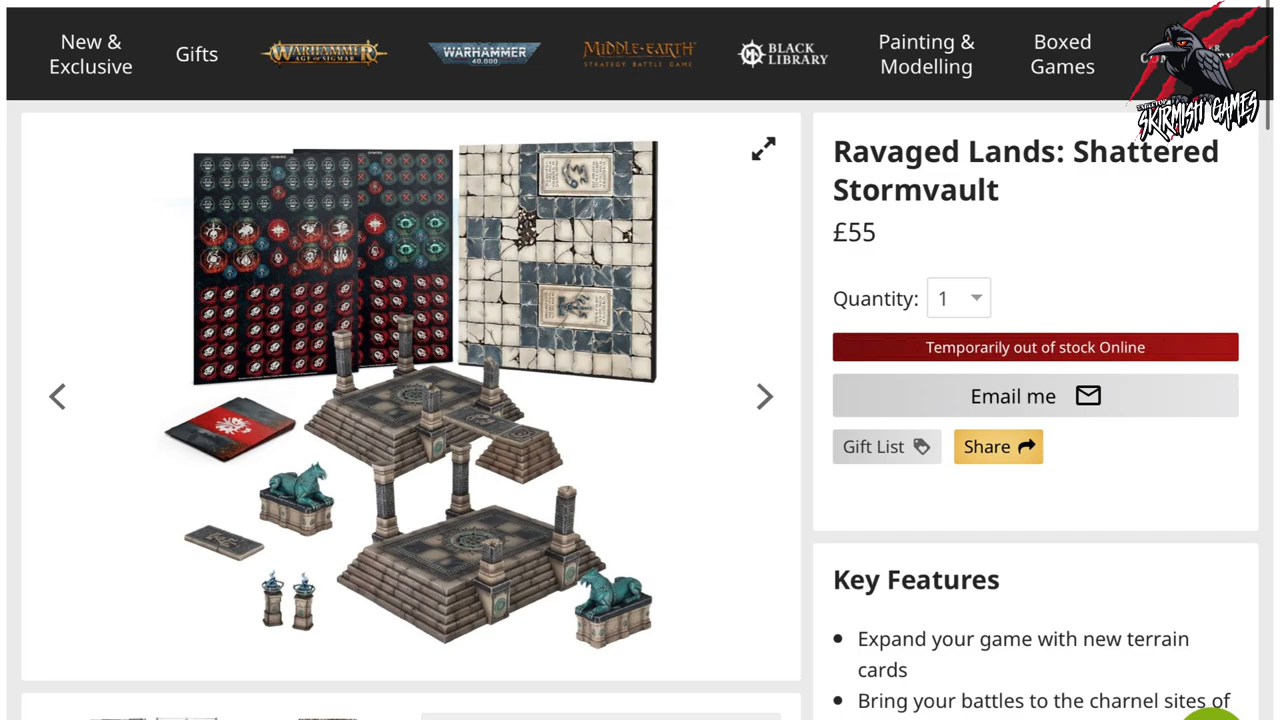 New &
Exclusive
Gifts
WARHAMMER
AGE OF SIGMAR
WARHAMMER
40,000
MIDDLE-EARTH
STRATEGY BATTLE GAME
BLACK
LIBRARY
Painting &
Modelling
Boxed
Games
TABLETOP
SKIRMISH GAMES
Ravaged Lands: Shattered
Stormvault
£55
Quantity:
1
Temporarily out of stock Online
Email me
Gift List
Share
Key Features
Expand your game with new terrain
cards
Bring your battles to the charnel sites of